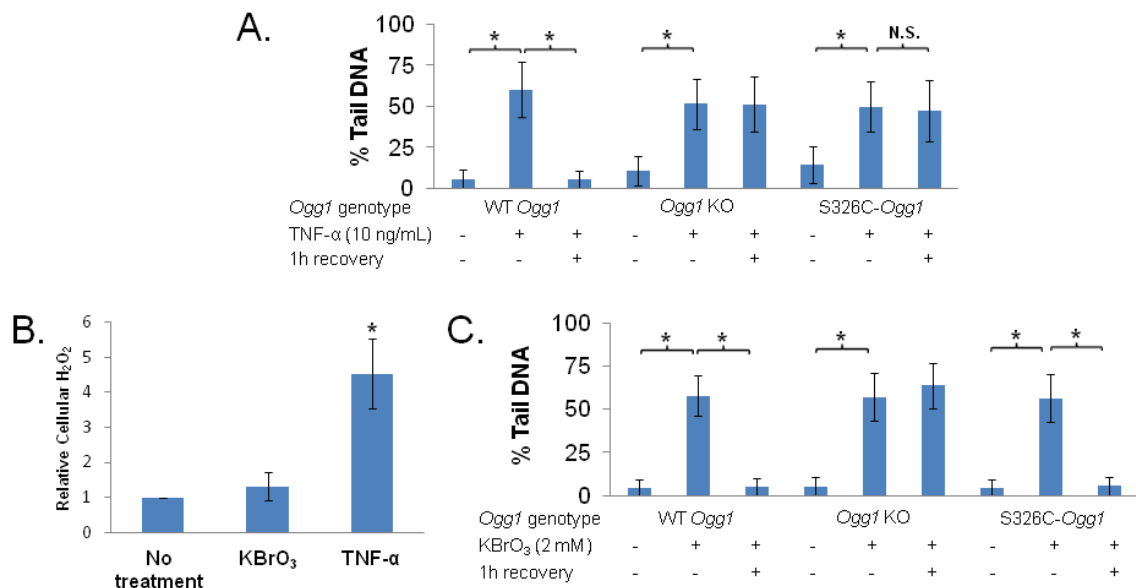 A.
% Tail DNA
100
75
50
25
0
* * * * N.S.
Ogg1 genotype WT Ogg1 Ogg1 KO S326C-Ogg1
TNF-α (10 ng/mL) - + + - + + - + +
1h recovery - - + - - + - - +
B.
Relative Cellular H₂O₂
6
5
4
3
2
1
0
*
No treatment
KBrO₃
TNF-α
C.
% Tail DNA
100
75
50
25
0
* * * * *
Ogg1 genotype WT Ogg1 Ogg1 KO S326C-Ogg1
KBrO₃ (2 mM) - + + - + + - + +
1h recovery - - + - - + - - +